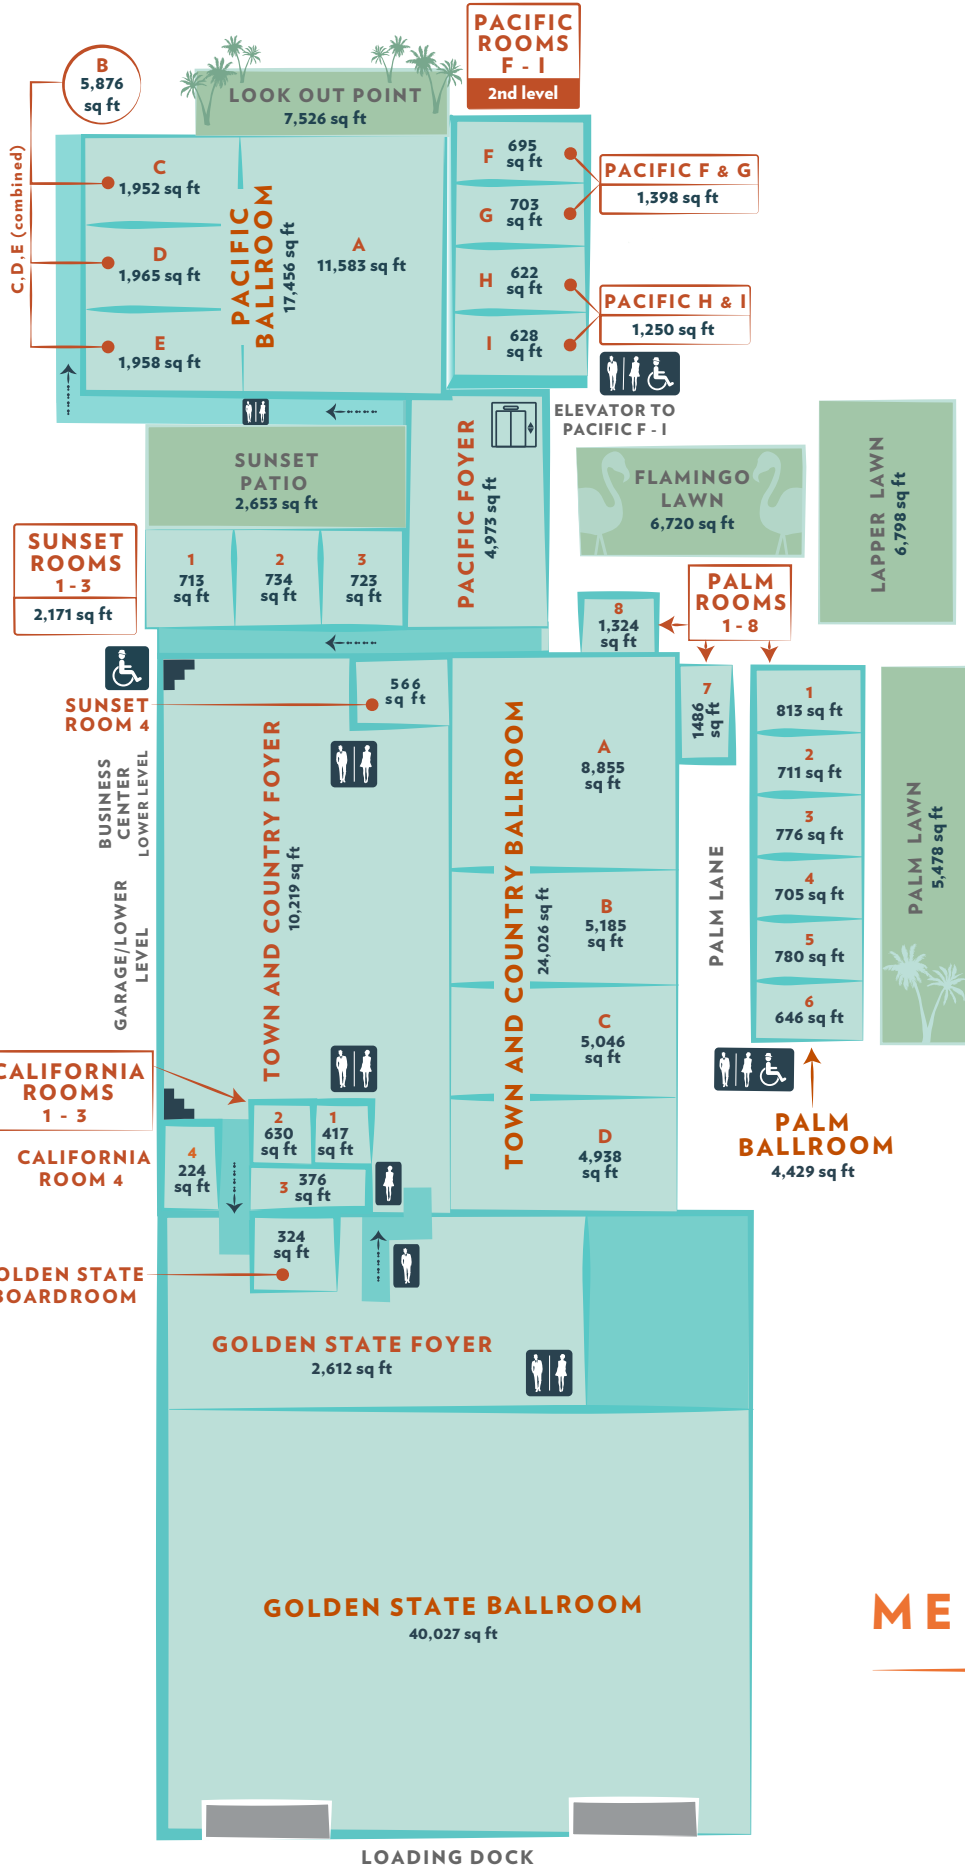 PACIFIC
ROOMS
F - I
2nd level
B
5,876
sq ft
LOOK OUT POINT
7,526 sq ft
C,D,E (combined)
C
1,952 sq ft
D
1,965 sq ft
E
1,958 sq ft
PACIFIC
BALLROOM
17,456 sq ft
A
11,583 sq ft
F
695
sq ft
G
703
sq ft
H
622
sq ft
I
628
sq ft
PACIFIC F & G
1,398 sq ft
PACIFIC H & I
1,250 sq ft
ELEVATOR TO
PACIFIC F - I
SUNSET
PATIO
2,653 sq ft
PACIFIC FOYER
4,973 sq ft
FLAMINGO
LAWN
6,720 sq ft
LAPPER LAWN
6,798 sq ft
SUNSET
ROOMS
1 - 3
2,171 sq ft
1
713
sq ft
2
734
sq ft
3
723
sq ft
PALM
ROOMS
1 - 8
8
1,324
sq ft
7
1486
sq ft
SUNSET
ROOM 4
566
sq ft
BUSINESS
CENTER
LOWER LEVEL
GARAGE/LOWER
LEVEL
TOWN AND COUNTRY FOYER
10,219 sq ft
TOWN AND COUNTRY BALLROOM
24,026 sq ft
A
8,855
sq ft
B
5,185
sq ft
C
5,046
sq ft
D
4,938
sq ft
PALM LANE
1
813 sq ft
2
711 sq ft
3
776 sq ft
4
705 sq ft
5
780 sq ft
6
646 sq ft
PALM LAWN
5,478 sq ft
PALM
BALLROOM
4,429 sq ft
CALIFORNIA
ROOMS
1 - 3
CALIFORNIA
ROOM 4
4
224
sq ft
2
630
sq ft
1
417
sq ft
3
376
sq ft
324
sq ft
OLDEN STATE
BOARDROOM
GOLDEN STATE FOYER
2,612 sq ft
GOLDEN STATE BALLROOM
40,027 sq ft
ME
LOADING DOCK